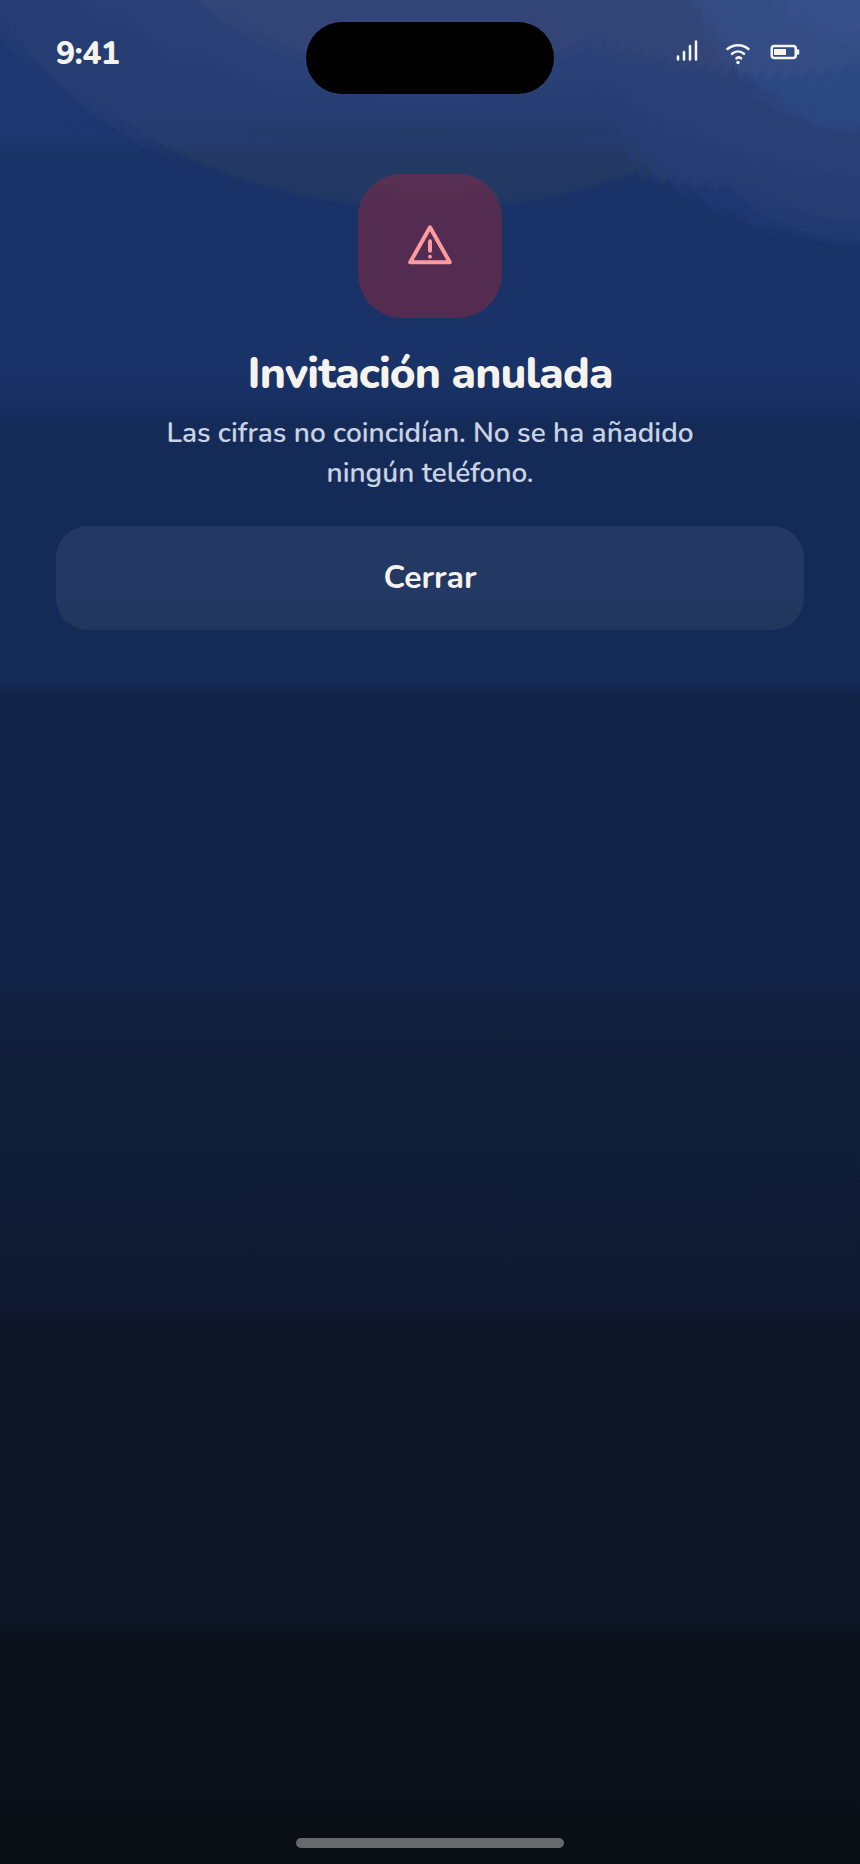 9:41
Invitación anulada
Las cifras no coincidían. No se ha añadido
ningún teléfono.
Cerrar